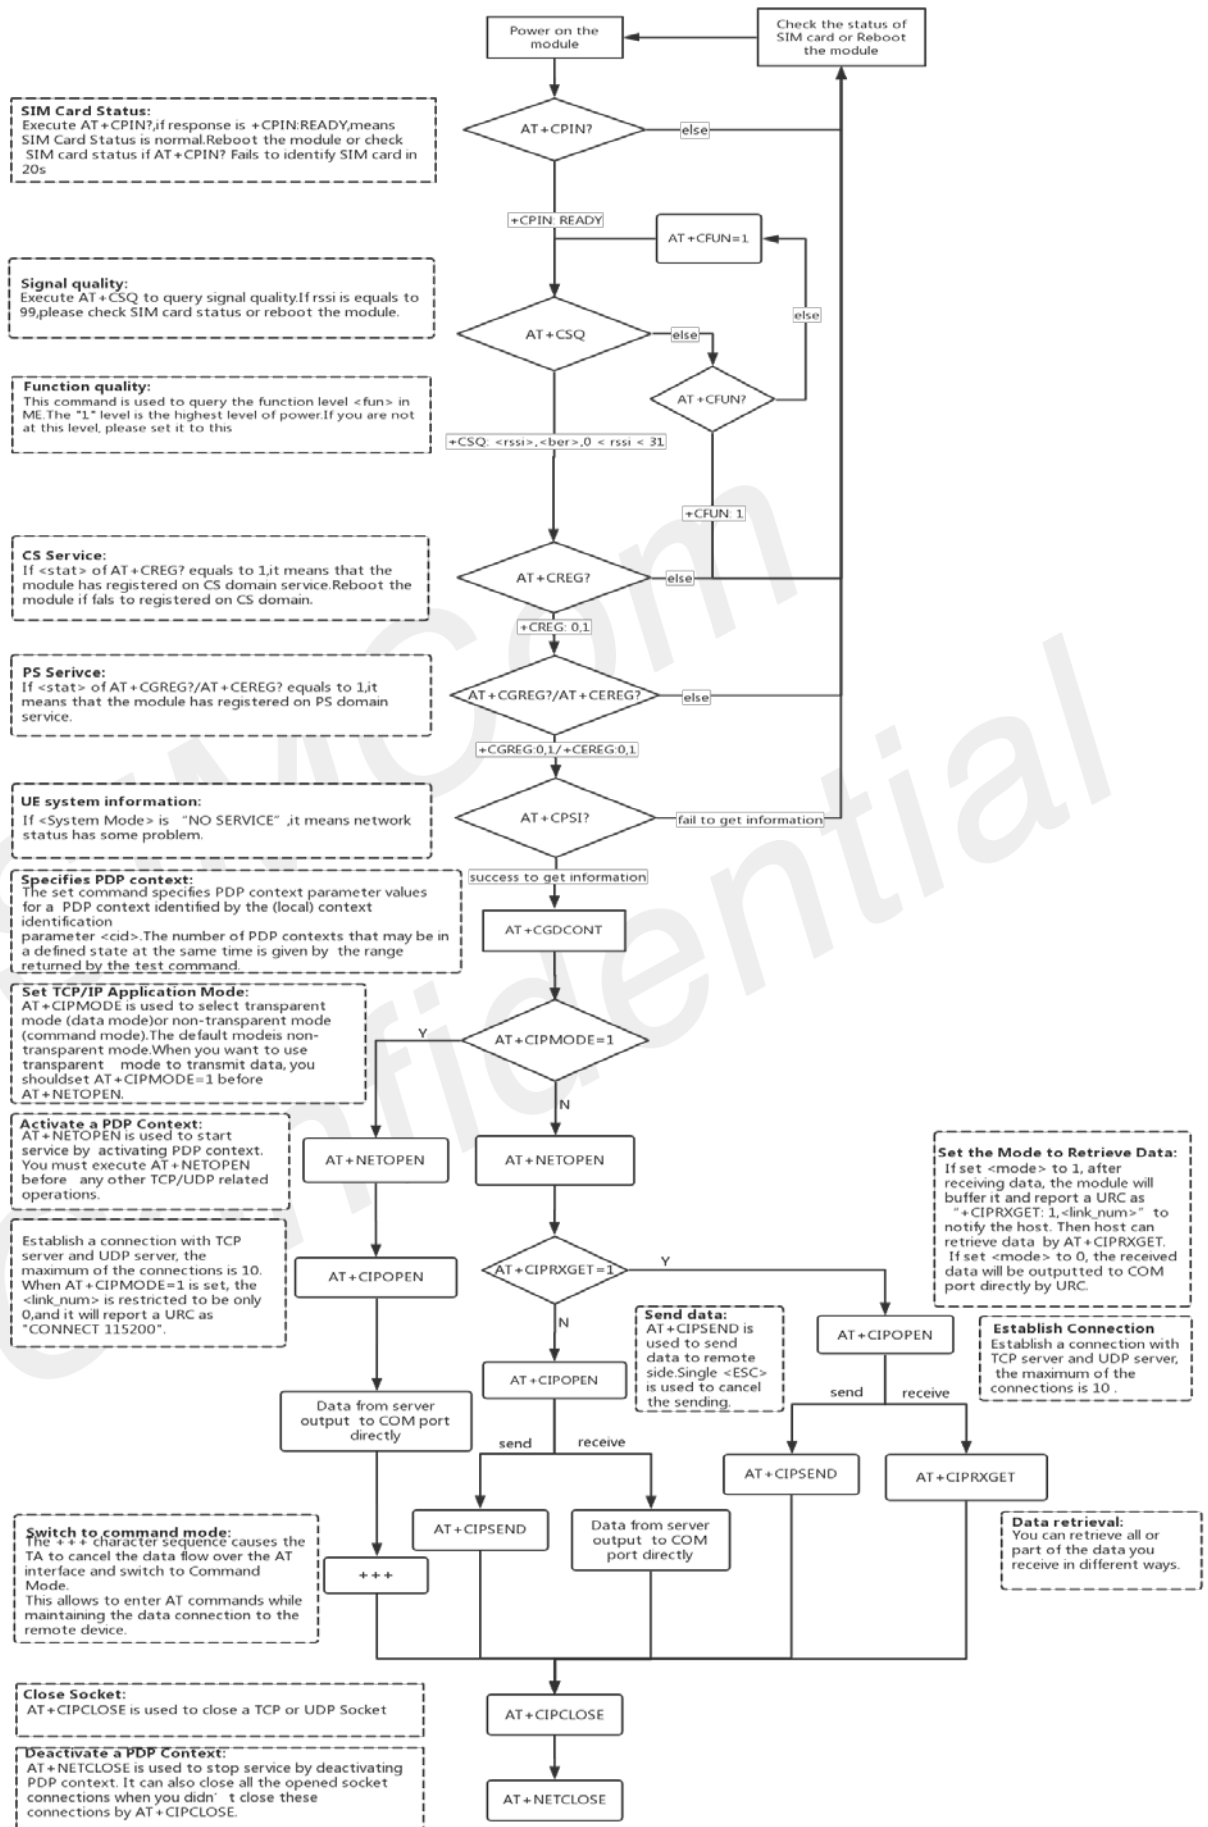 Power on the
module
Check the status of
SIM card or Reboot
the module
SIM Card Status:
Execute AT+CPIN?,if response is +CPIN:READY,means
SIM Card Status is normal.Reboot the module or check
SIM card status if AT+CPIN? Fails to identify SIM card in
20s
AT+CPIN?
else
+CPIN: READY
AT+CFUN=1
Signal quality:
Execute AT+CSQ to query signal quality.If rssi is equals to
99,please check SIM card status or reboot the module.
AT+CSQ
else
else
Function quality:
This command is used to query the function level <fun> in
ME.The "1" level is the highest level of power.If you are not
at this level, please set it to this
AT+CFUN?
+CSQ: <rssi>,<ber>,0 < rssi < 31
+CFUN: 1
CS Service:
If <stat> of AT+CREG? equals to 1,it means that the
module has registered on CS domain service.Reboot the
module if fals to registered on CS domain.
AT+CREG?
else
+CREG: 0,1
PS Serivce:
If <stat> of AT+CGREG?/AT+CEREG? equals to 1,it
means that the module has registered on PS domain
service.
AT+CGREG?/AT+CEREG?
else
+CGREG:0,1/+CEREG:0,1
UE system information:
If <System Mode> is “NO SERVICE”,it means network
status has some problem.
AT+CPSI?
fail to get information
success to get information
Specifies PDP context:
The set command specifies PDP context parameter values
for a PDP context identified by the (local) context
identification
parameter <cid>.The number of PDP contexts that may be in
a defined state at the same time is given by the range
returned by the test command.
AT+CGDCONT
Set TCP/IP Application Mode:
AT+CIPMODE is used to select transparent
mode (data mode)or non-transparent mode
(command mode).The default modeis non-
transparent mode.When you want to use
transparent mode to transmit data, you
shouldset AT+CIPMODE=1 before
AT+NETOPEN.
Y
AT+CIPMODE=1
N
Activate a PDP Context:
AT+NETOPEN is used to start
service by activating PDP context.
You must execute AT+NETOPEN
before any other TCP/UDP related
operations.
AT+NETOPEN
AT+NETOPEN
Set the Mode to Retrieve Data:
If set <mode> to 1, after
receiving data, the module will
buffer it and report a URC as
“+CIPRXGET: 1,<link_num>” to
notify the host. Then host can
retrieve data by AT+CIPRXGET.
If set <mode> to 0, the received
data will be outputted to COM
port directly by URC.
Establish a connection with TCP
server and UDP server, the
maximum of the connections is 10.
When AT+CIPMODE=1 is set, the
<link_num> is restricted to be only
0,and it will report a URC as
"CONNECT 115200".
AT+CIPOPEN
AT+CIPRXGET=1
Y
N
Send data:
AT+CIPSEND is
used to send
data to remote
side.Single <ESC>
is used to cancel
the sending.
AT+CIPOPEN
Establish Connection
Establish a connection with
TCP server and UDP server,
the maximum of the
connections is 10 .
AT+CIPOPEN
Data from server
output to COM port
directly
send
receive
send
receive
AT+CIPSEND
AT+CIPRXGET
AT+CIPSEND
Data from server
output to COM
port directly
Data retrieval:
You can retrieve all or
part of the data you
receive in different ways.
Switch to command mode:
The +++ character sequence causes the
TA to cancel the data flow over the AT
interface and switch to Command
Mode.
This allows to enter AT commands while
maintaining the data connection to the
remote device.
+++
Close Socket:
AT+CIPCLOSE is used to close a TCP or UDP Socket
AT+CIPCLOSE
Deactivate a PDP Context:
AT+NETCLOSE is used to stop service by deactivating
PDP context. It can also close all the opened socket
connections when you didn’ t close these
connections by AT+CIPCLOSE.
AT+NETCLOSE